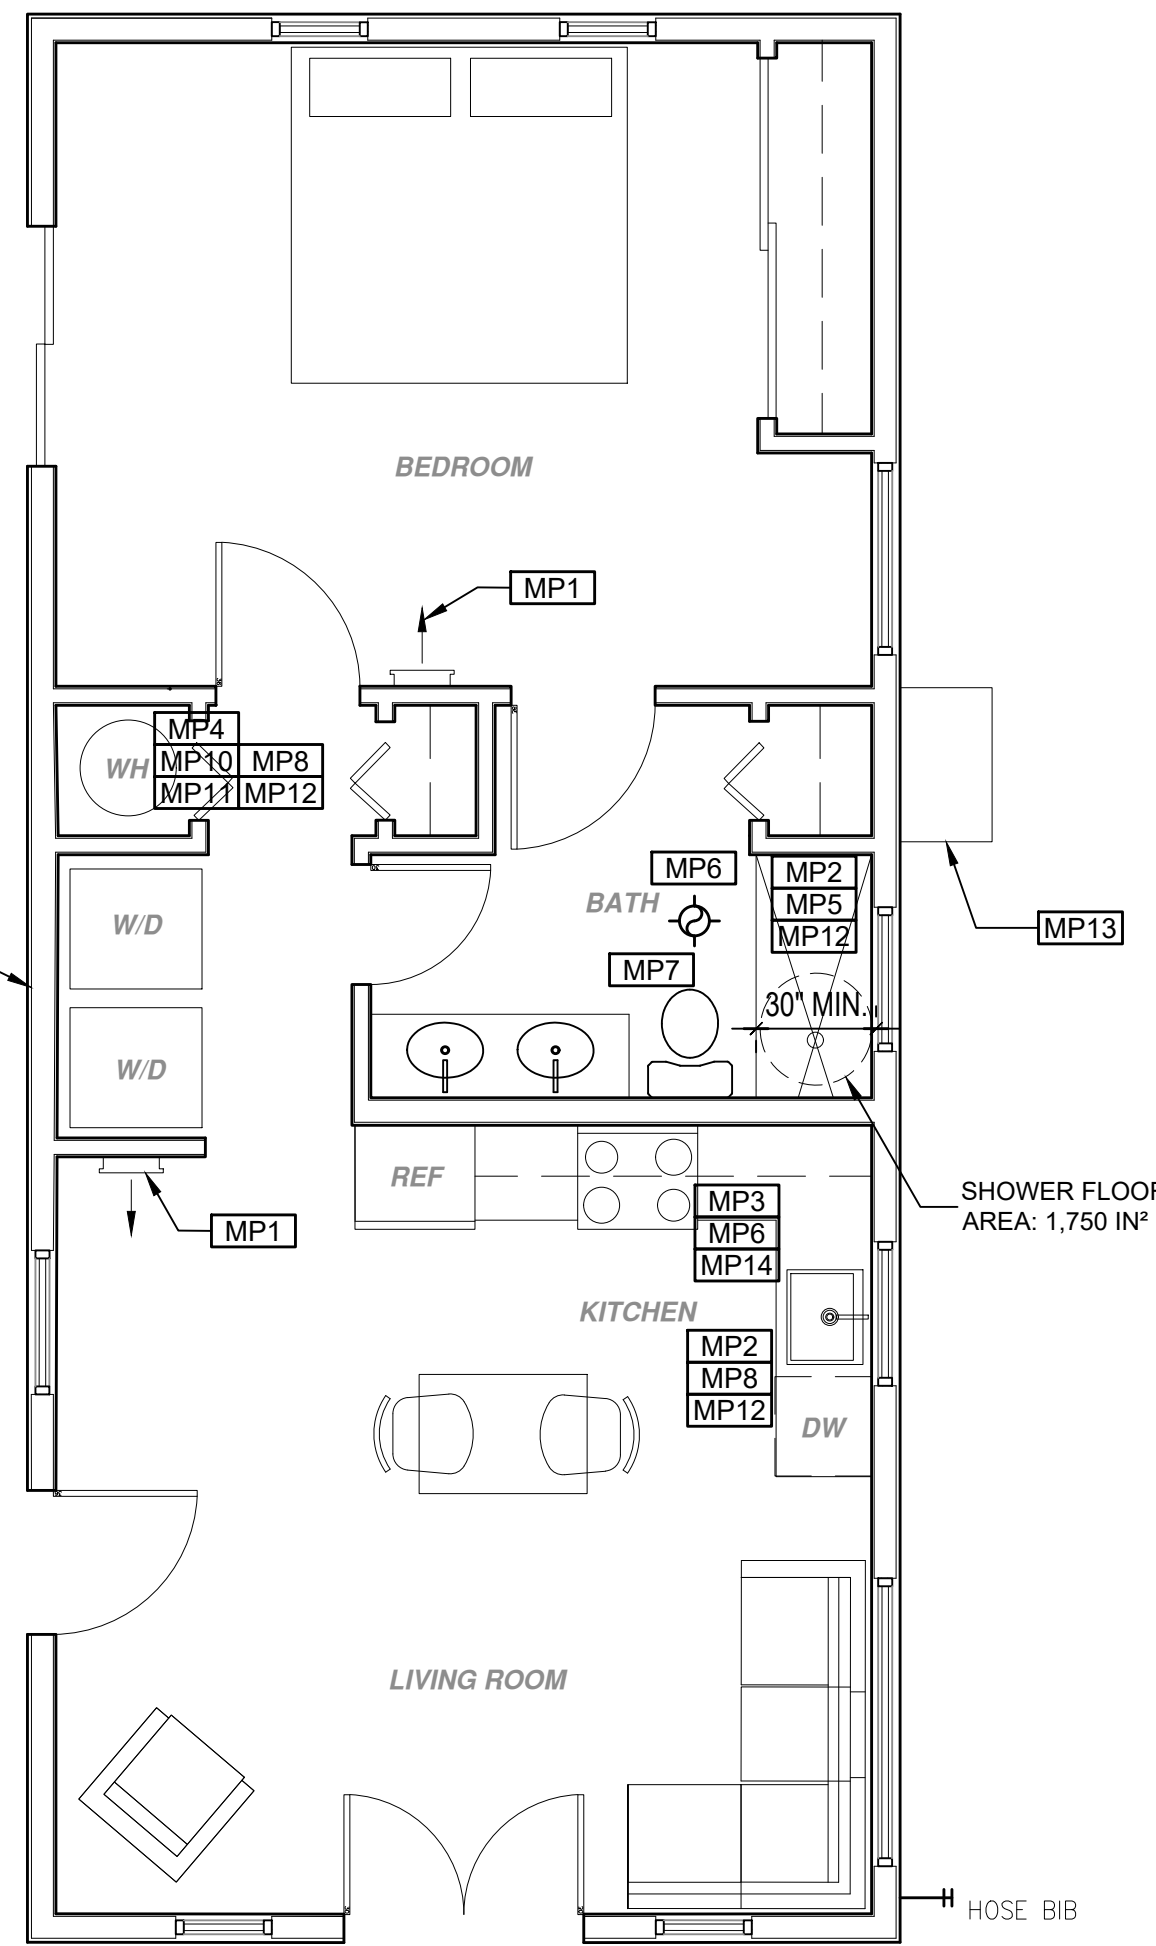 BEDROOM
MP1
MP4
WH
MP10
MP8
MP11
MP12
MP6
MP2
BATH
MP5
W/D
MP12
MP13
MP7
30" MIN.
W/D
REF
SHOWER FLOOR
AREA: 1,750 IN²
MP3
MP1
MP6
MP14
KITCHEN
MP2
MP8
MP12
DW
LIVING ROOM
HOSE BIB